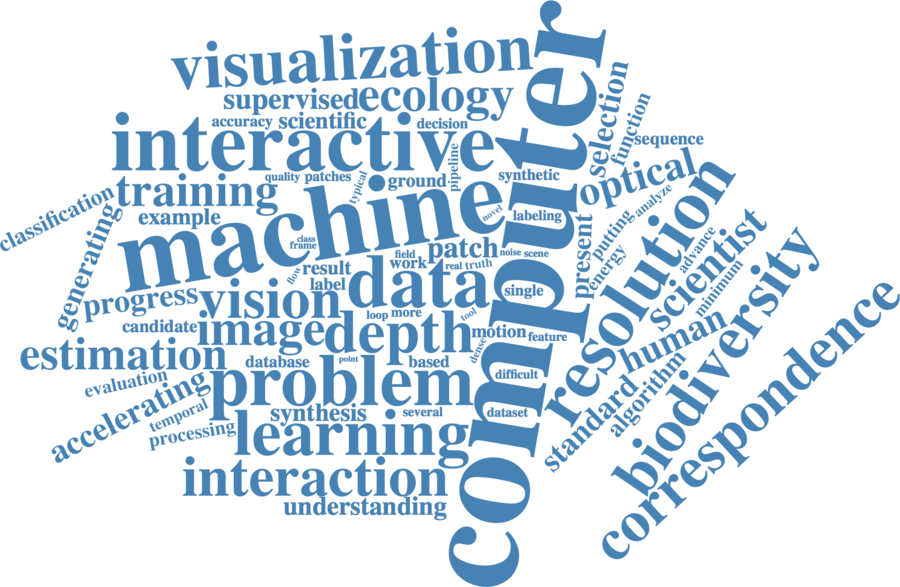 visualization
supervised
ecology
accuracy
scientific
decision
interactive
pipeline
selection
function
sequence
quality
patches
typical
ground
synthetic
optical
training
example
classification
generating
machine
novel
labeling
present
putting
analyze
energy
class
frame
flow
result
label
field
work
patch
real
truth
noise
scene
resolution
scientist
advance
minimum
progress
vision
data
single
computer
candidate
image
depth
loop
more
tool
motion
feature
dense
human
biodiversity
estimation
database
point
based
evaluation
accelerating
problem
difficult
standard
algorithm
correspondence
temporal
processing
synthesis
several
dataset
learning
interaction
understanding